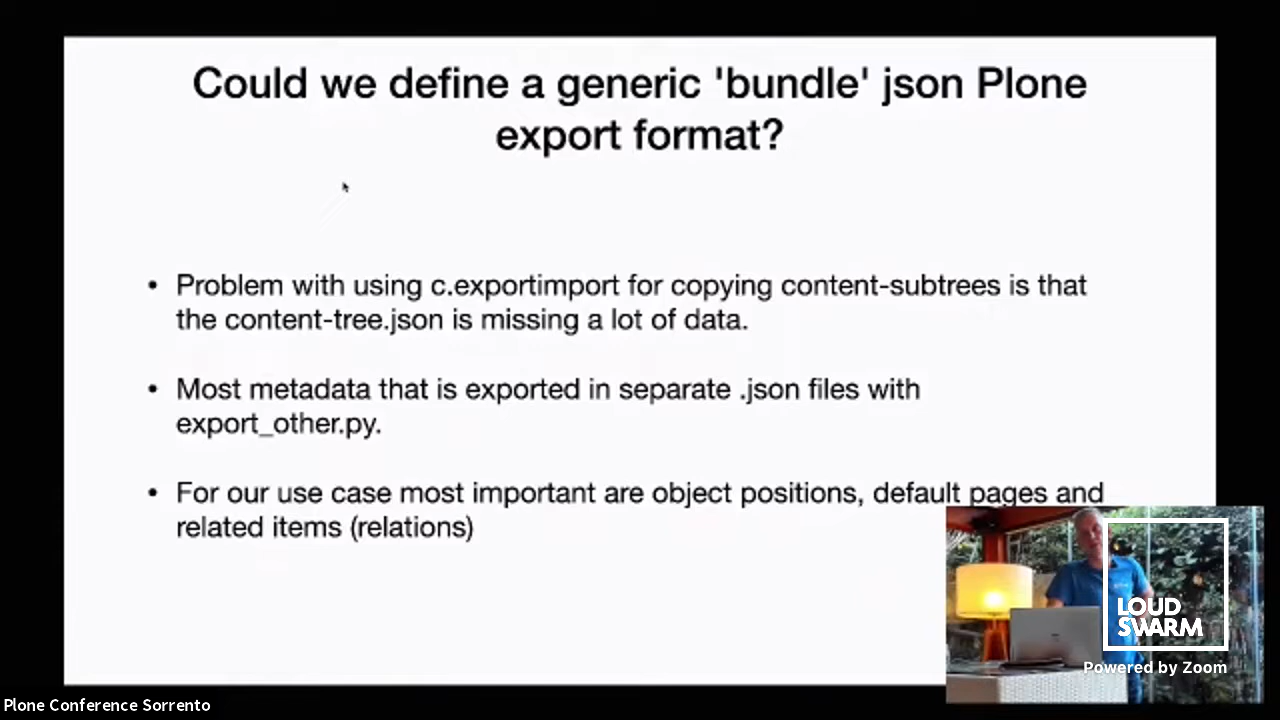 Could we define a generic 'bundle' json Plone
export format?
• Problem with using c.exportimport for copying content-subtrees is that
the content-tree.json is missing a lot of data.
• Most metadata that is exported in separate .json files with
export_other.py.
• For our use case most important are object positions, default pages and
related items (relations)
LOUD
SWARM
Powered by Zoom
Plone Conference Sorrento